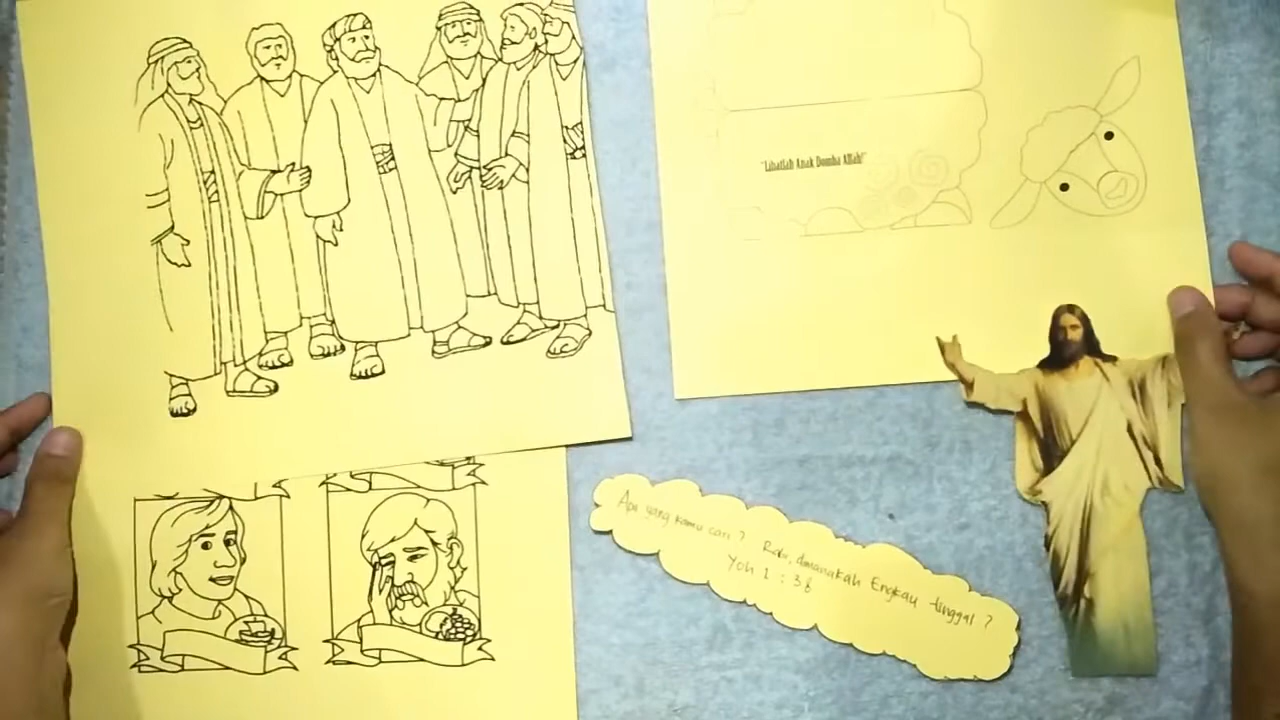 "Lihatlah Anak Domba Allah!"
Apa yang kamu cari ? Rabi, dimanakah Engkau tinggal ?
Yoh 1 : 38